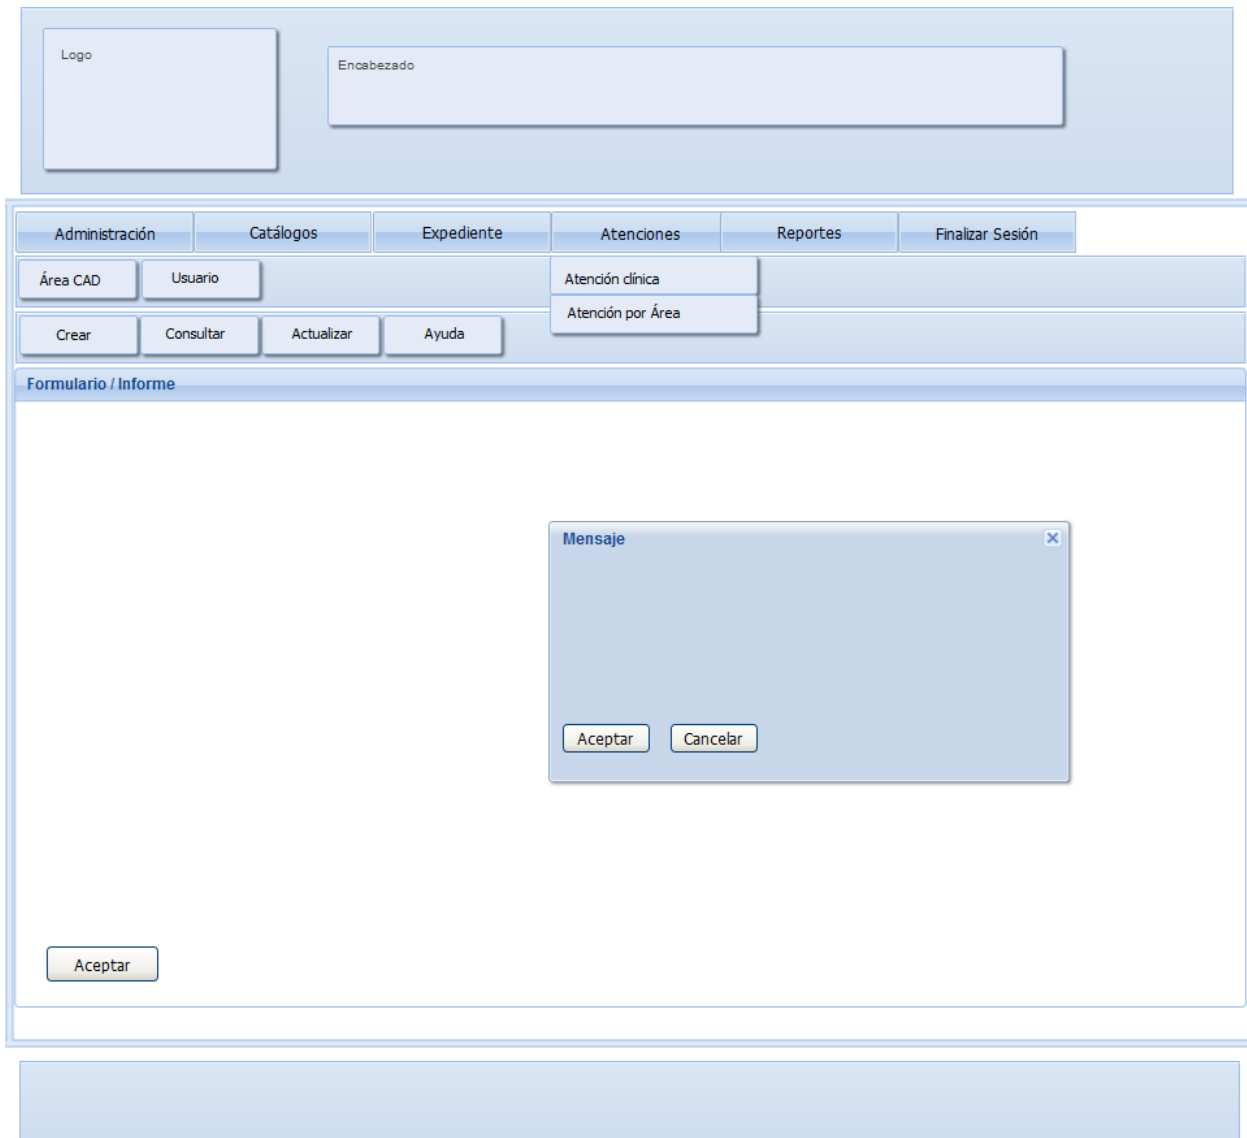 Logo
Encabezado
Administración Catálogos Expediente Atenciones Reportes Finalizar Sesión
Área CAD Usuario Atención clínica
Atención por Área
Crear Consultar Actualizar Ayuda
Formulario / Informe
Mensaje
Aceptar Cancelar
Aceptar